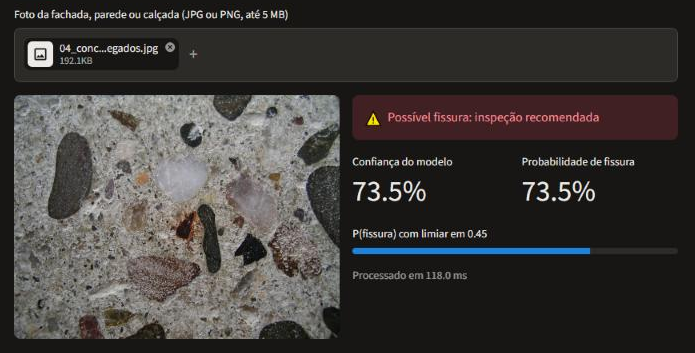 Foto da fachada, parede ou calçada (JPG ou PNG, até 5 MB)
04_conc...egados.jpg
192.1KB
Possível fissura: inspeção recomendada
Confiança do modelo
Probabilidade de fissura
73.5%
73.5%
P(fissura) com limiar em 0.45
Processado em 118.0 ms